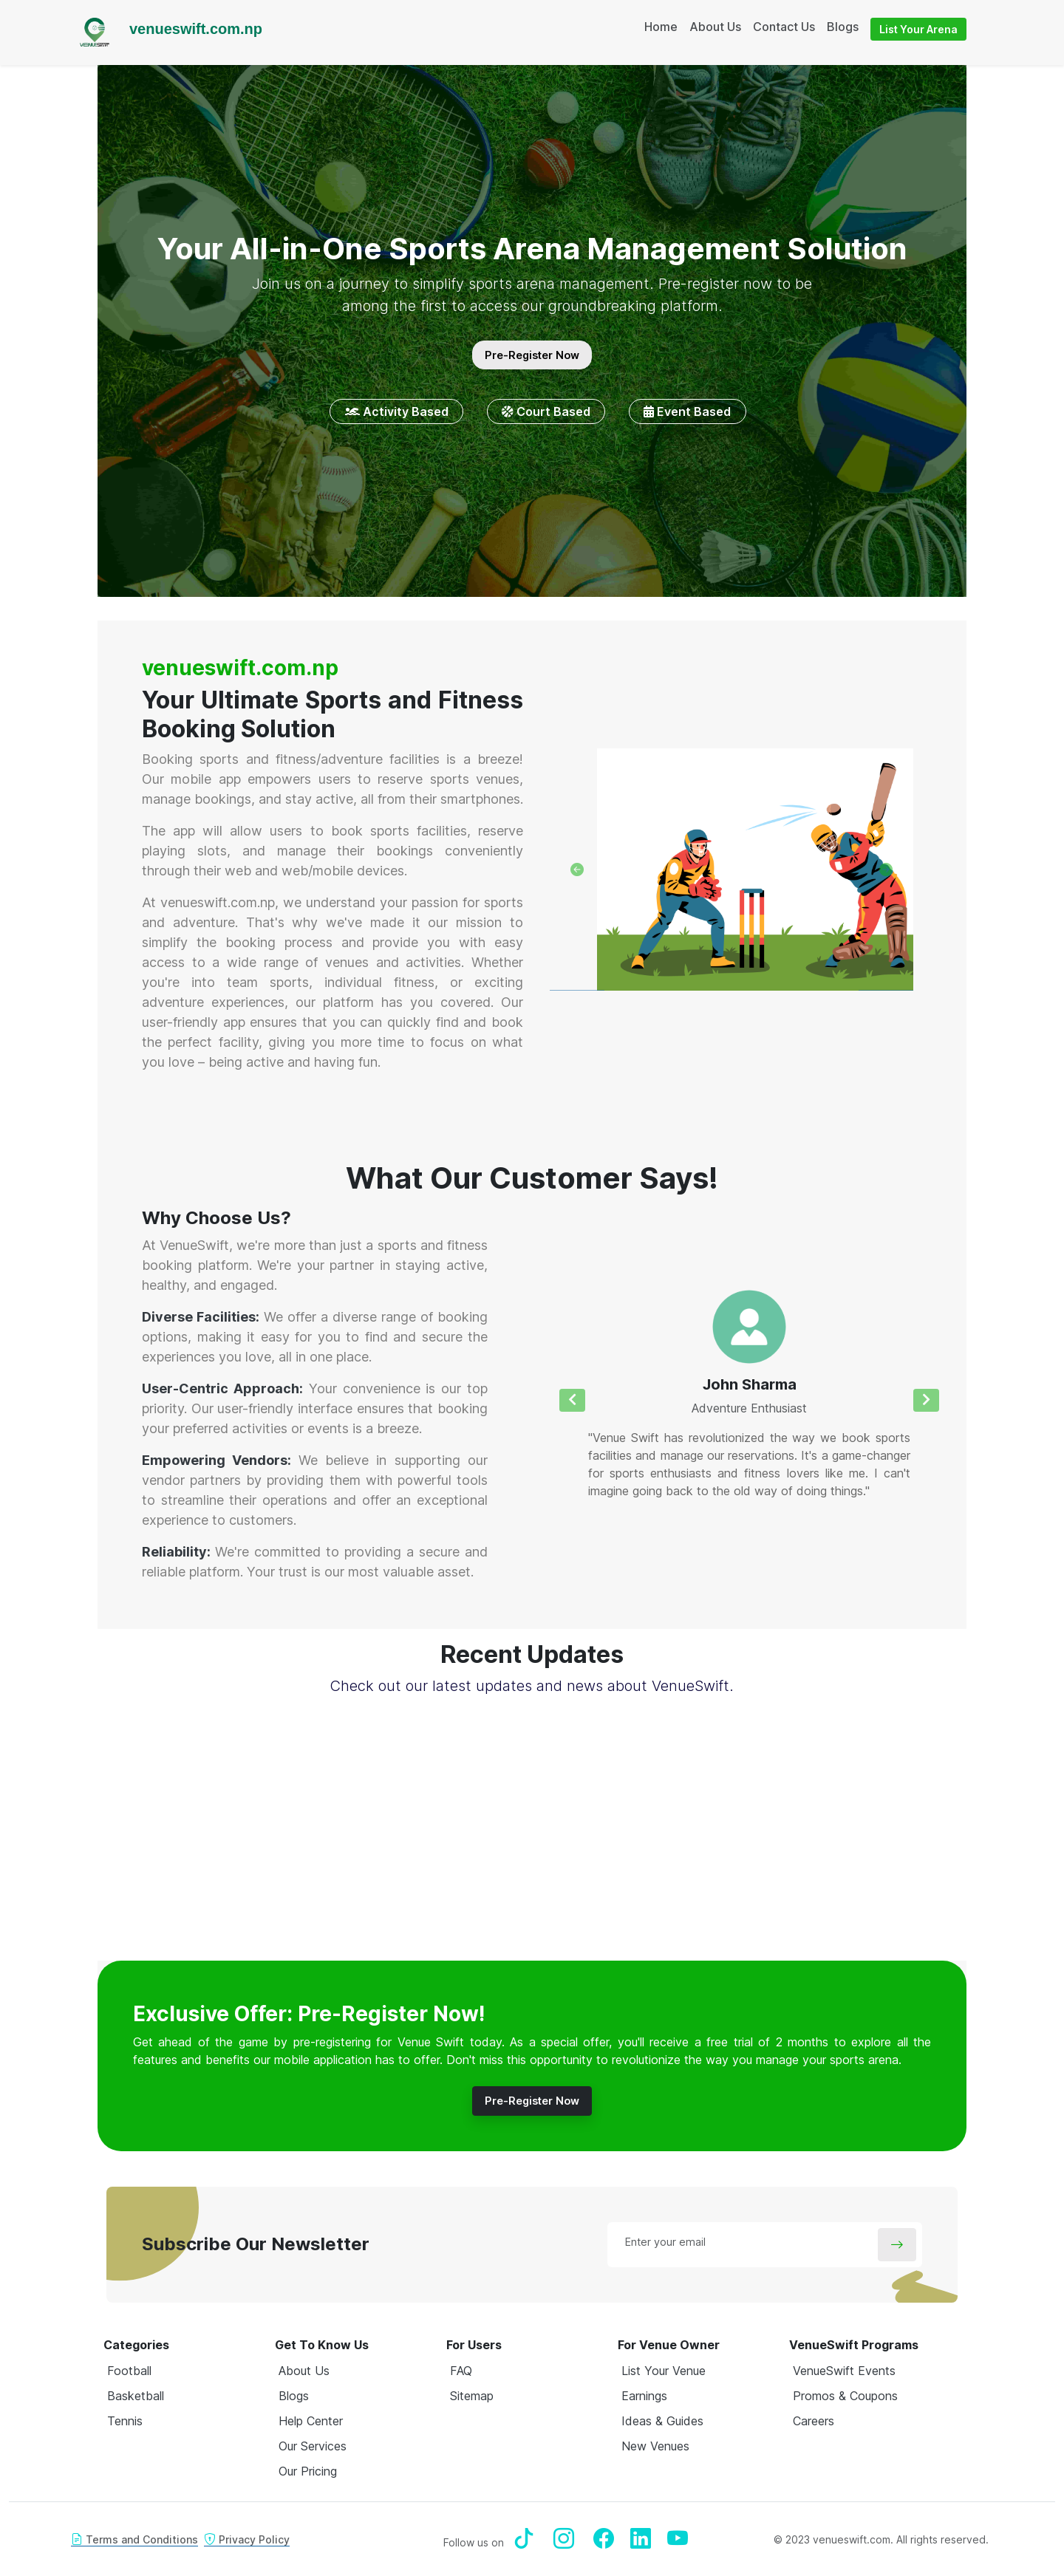 VENUESWIFT
venueswift.com.np
Home About Us Contact Us Blogs List Your Arena
Your All-in-One Sports Arena Management Solution
Join us on a journey to simplify sports arena management. Pre-register now to be
among the first to access our groundbreaking platform.
Pre-Register Now
Activity Based Court Based Event Based
venueswift.com.np
Your Ultimate Sports and Fitness
Booking Solution
Booking sports and fitness/adventure facilities is a breeze!
Our mobile app empowers users to reserve sports venues,
manage bookings, and stay active, all from their smartphones.
The app will allow users to book sports facilities, reserve
playing slots, and manage their bookings conveniently
through their web and web/mobile devices.
At venueswift.com.np, we understand your passion for sports
and adventure. That's why we've made it our mission to
simplify the booking process and provide you with easy
access to a wide range of venues and activities. Whether
you're into team sports, individual fitness, or exciting
adventure experiences, our platform has you covered. Our
user-friendly app ensures that you can quickly find and book
the perfect facility, giving you more time to focus on what
you love – being active and having fun.
What Our Customer Says!
Why Choose Us?
At VenueSwift, we're more than just a sports and fitness
booking platform. We're your partner in staying active,
healthy, and engaged.
Diverse Facilities: We offer a diverse range of booking
options, making it easy for you to find and secure the
experiences you love, all in one place.
User-Centric Approach: Your convenience is our top
priority. Our user-friendly interface ensures that booking
your preferred activities or events is a breeze.
Empowering Vendors: We believe in supporting our
vendor partners by providing them with powerful tools
to streamline their operations and offer an exceptional
experience to customers.
Reliability: We're committed to providing a secure and
reliable platform. Your trust is our most valuable asset.
John Sharma
Adventure Enthusiast
"Venue Swift has revolutionized the way we book sports
facilities and manage our reservations. It's a game-changer
for sports enthusiasts and fitness lovers like me. I can't
imagine going back to the old way of doing things."
Recent Updates
Check out our latest updates and news about VenueSwift.
Exclusive Offer: Pre-Register Now!
Get ahead of the game by pre-registering for Venue Swift today. As a special offer, you'll receive a free trial of 2 months to explore all the
features and benefits our mobile application has to offer. Don't miss this opportunity to revolutionize the way you manage your sports arena.
Pre-Register Now
Subscribe Our Newsletter
Enter your email
Categories
Football
Basketball
Tennis
Get To Know Us
About Us
Blogs
Help Center
Our Services
Our Pricing
For Users
FAQ
Sitemap
For Venue Owner
List Your Venue
Earnings
Ideas & Guides
New Venues
VenueSwift Programs
VenueSwift Events
Promos & Coupons
Careers
Terms and Conditions Privacy Policy
Follow us on
© 2023 venueswift.com. All rights reserved.